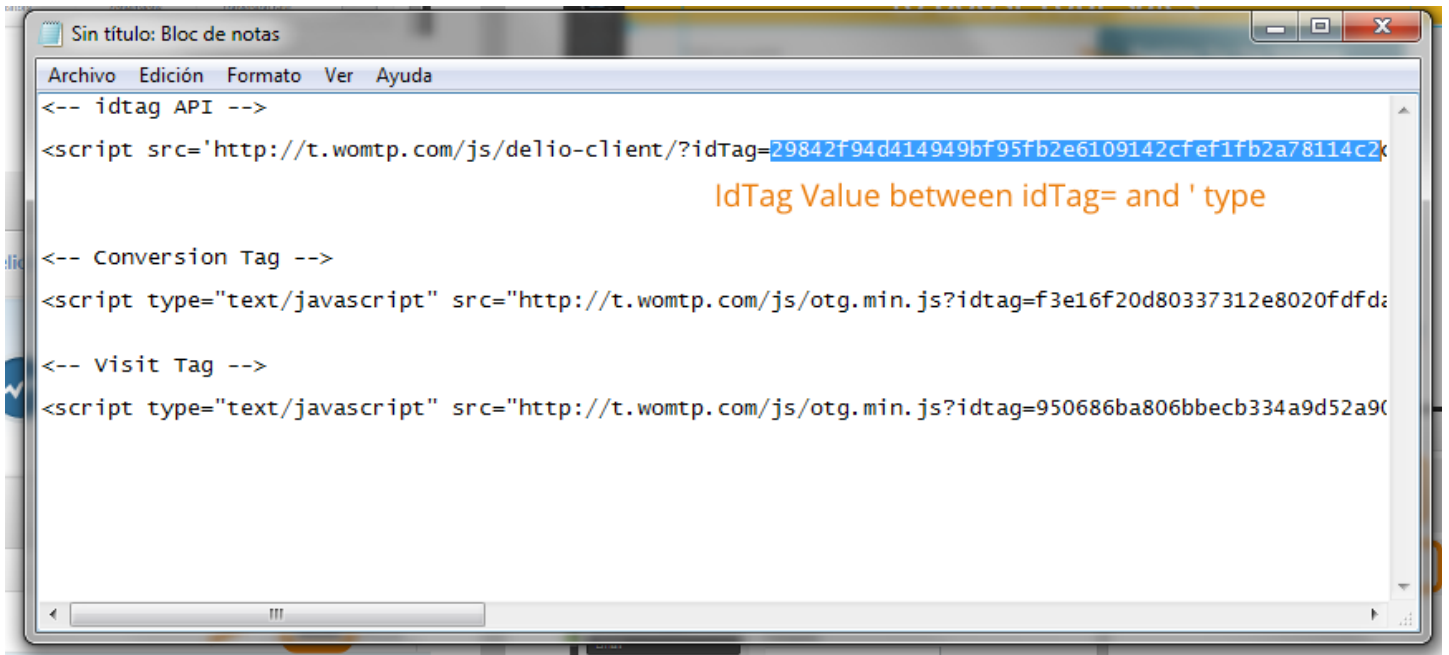 Sin título: Bloc de notas
Archivo Edición Formato Ver Ayuda
<-- idtag API -->
<script src='http://t.womtp.com/js/delio-client/?idTag=29842f94d414949bf95fb2e6109142cfef1fb2a78114c2
IdTag Value between idTag= and ' type
<-- Conversion Tag -->
<script type="text/javascript" src="http://t.womtp.com/js/otg.min.js?idtag=f3e16f20d80337312e8020fdfda
<-- Visit Tag -->
<script type="text/javascript" src="http://t.womtp.com/js/otg.min.js?idtag=950686ba806bbecb334a9d52a90